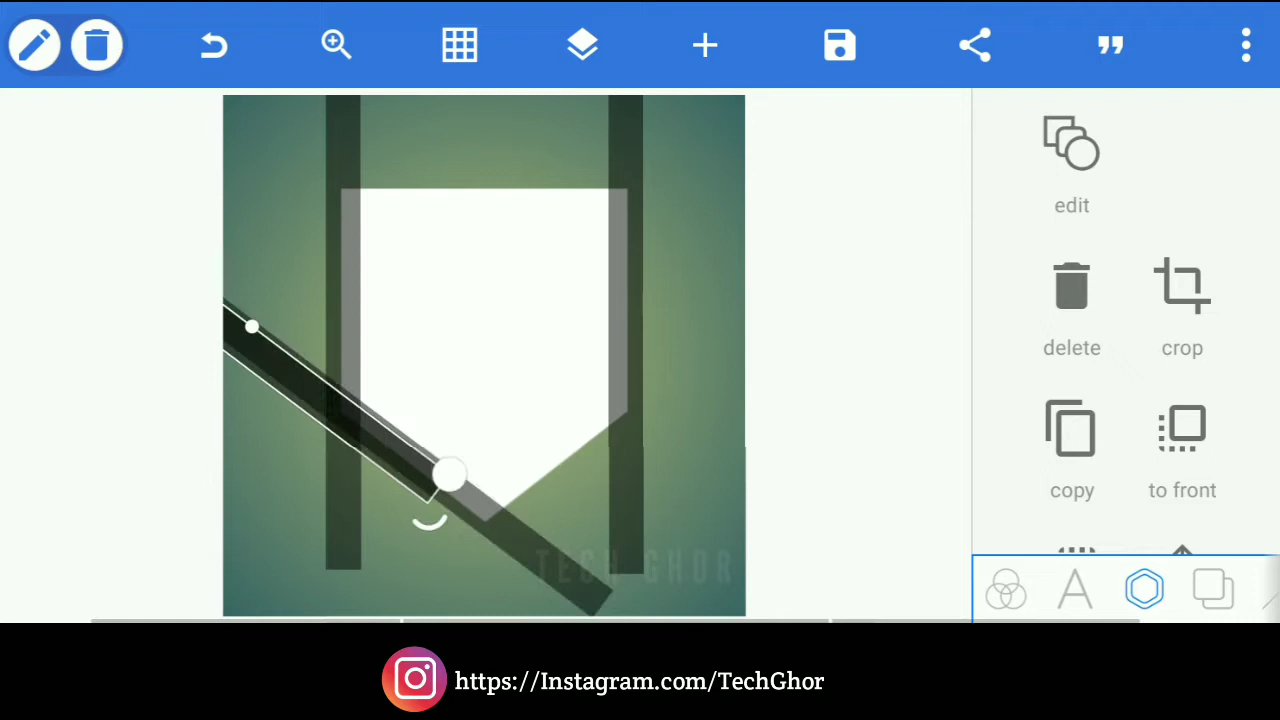 edit
delete
crop
copy
to front
TECH GHOR
https://Instagram.com/TechGhor